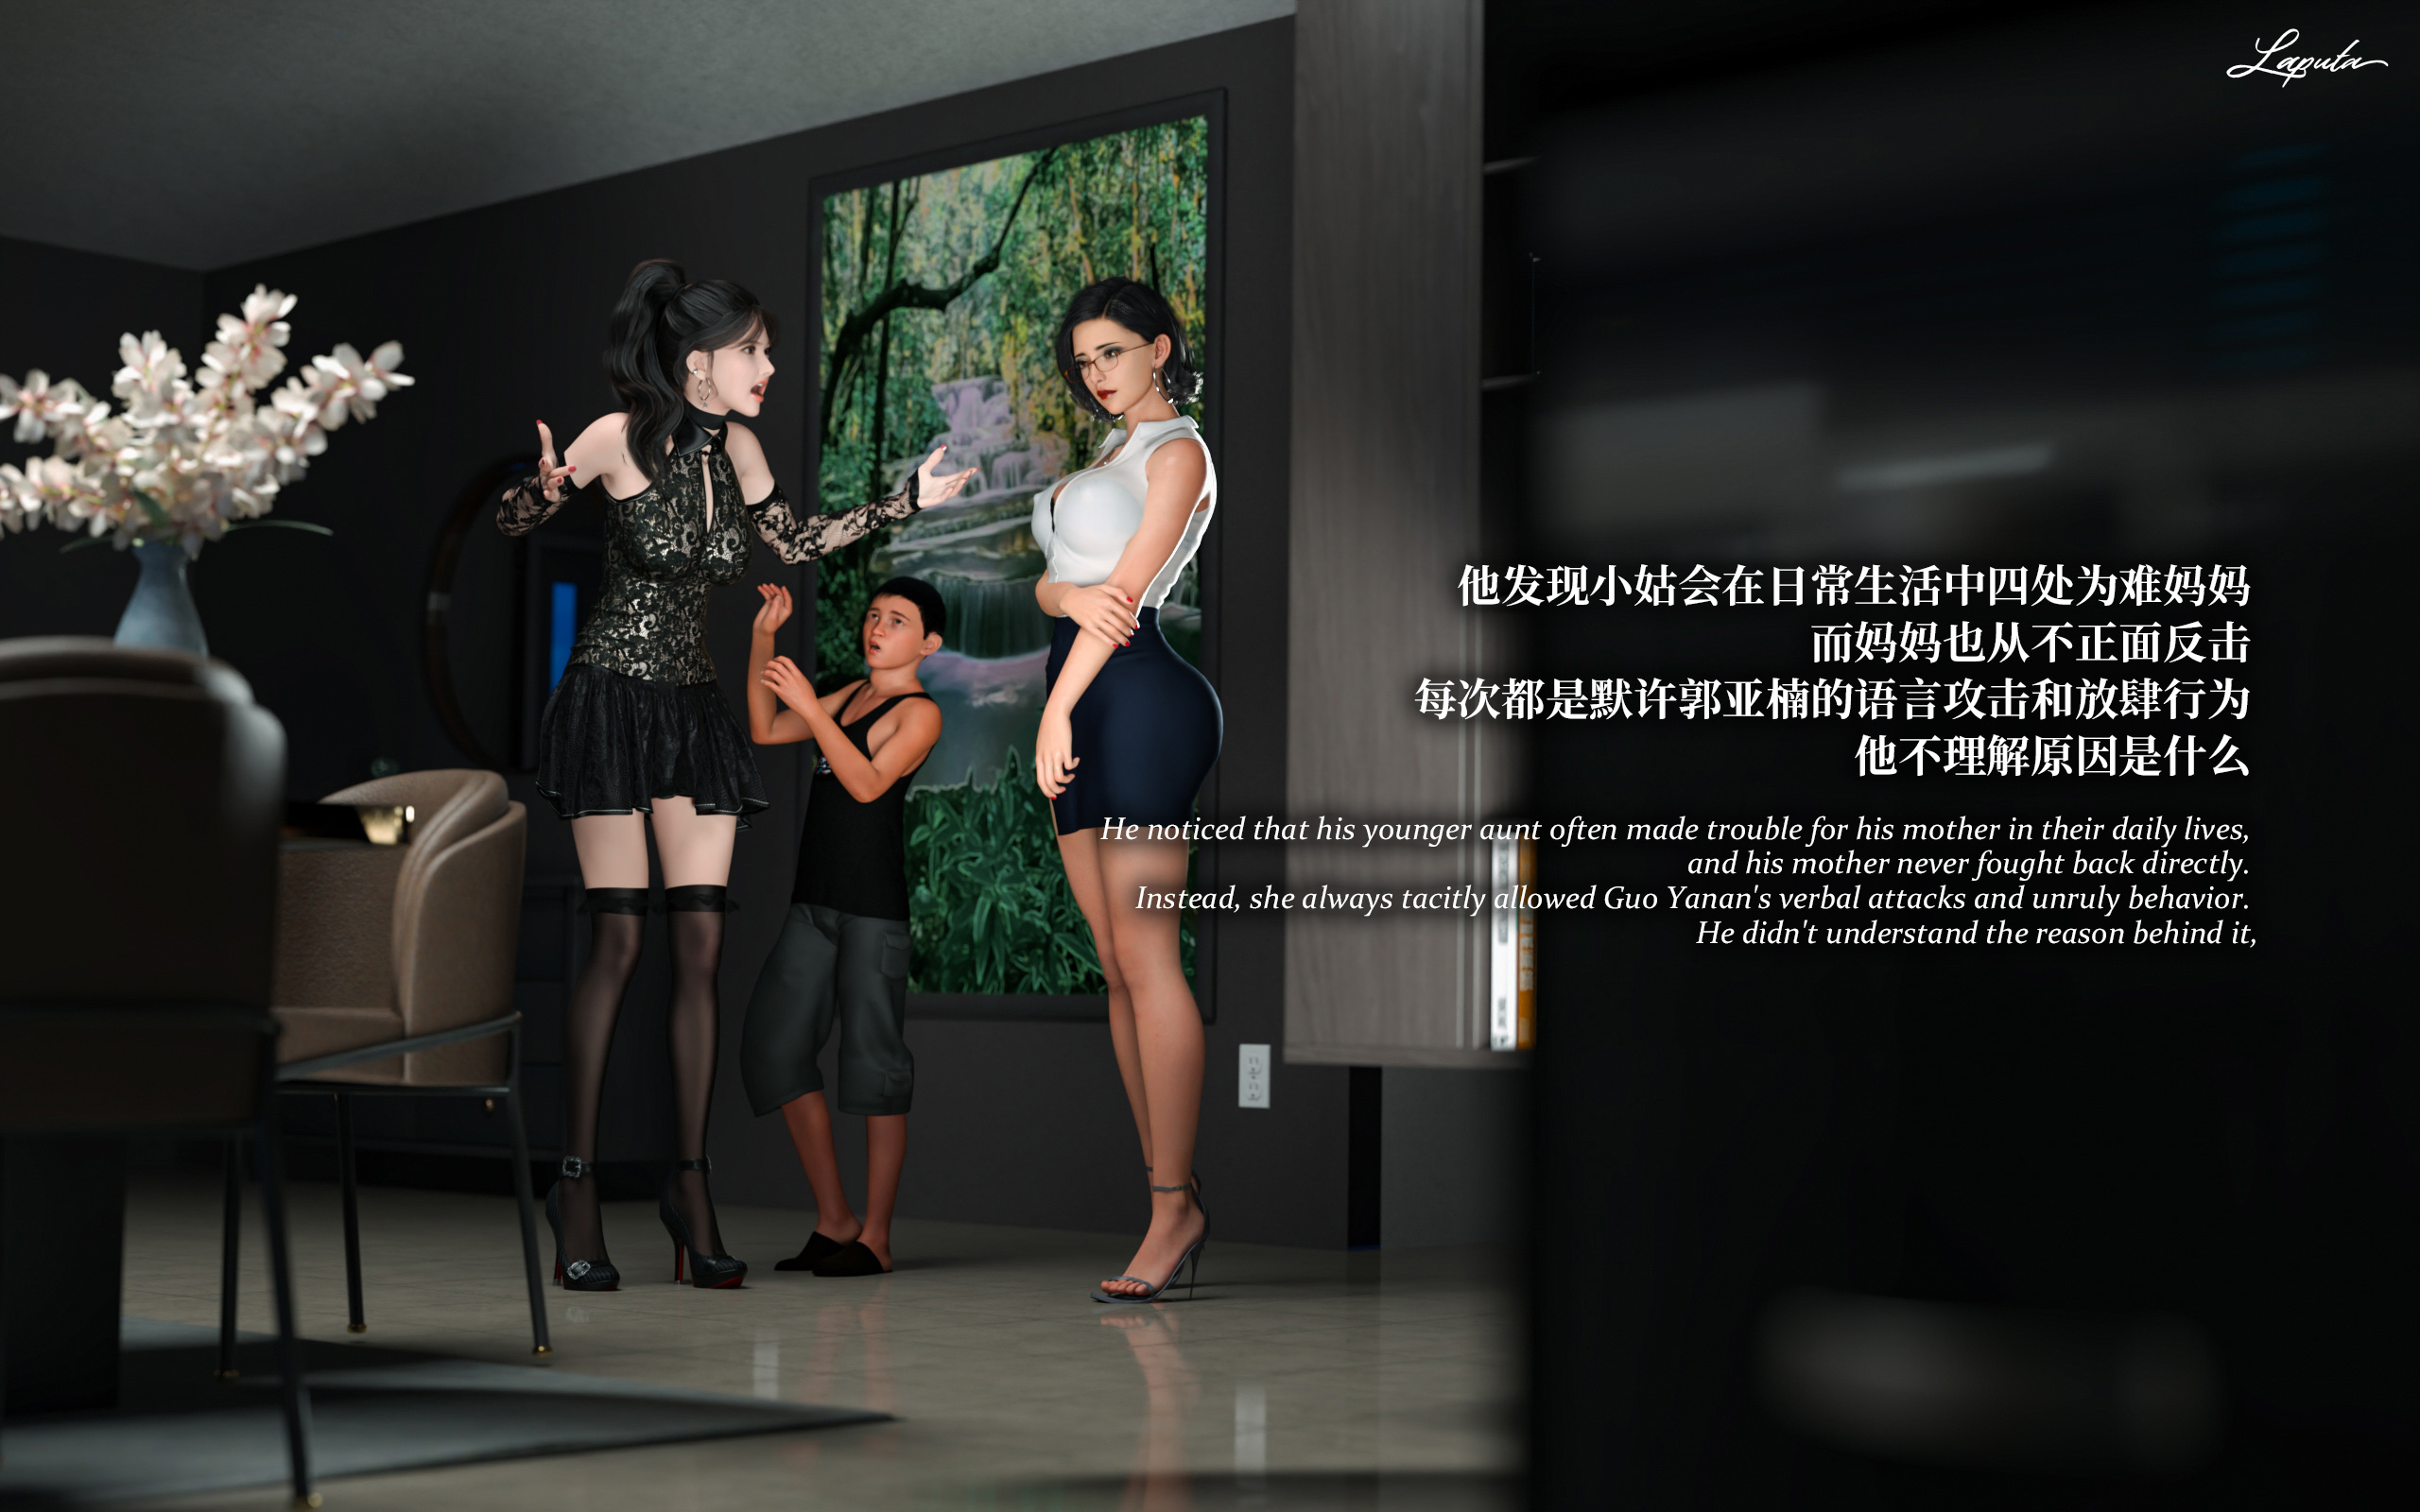 Laputa
他发现小姑会在日常生活中四处为难妈妈
而妈妈也从不正面反击
每次都是默许郭亚楠的语言攻击和放肆行为
他不理解原因是什么
He noticed that his younger aunt often made trouble for his mother in their daily lives,
and his mother never fought back directly.
Instead, she always tacitly allowed Guo Yanan's verbal attacks and unruly behavior.
He didn't understand the reason behind it,